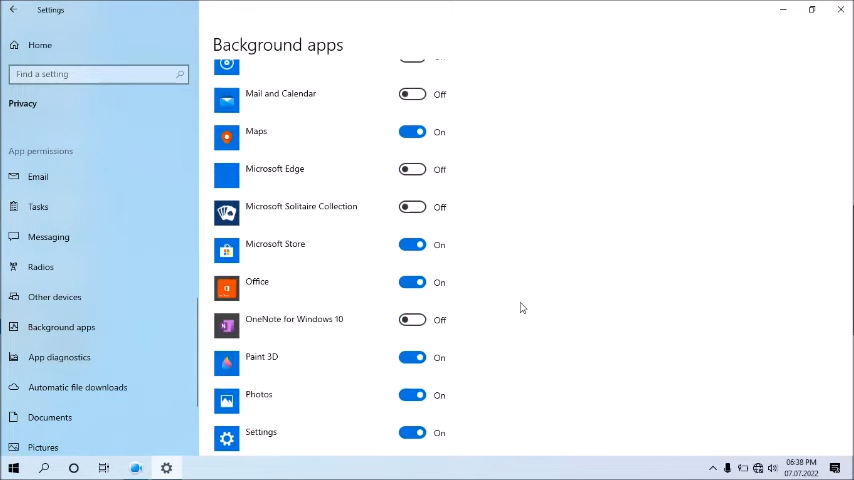 Settings
Home
Find a setting
Privacy
App permissions
Email
Tasks
Messaging
Radios
Other devices
Background apps
App diagnostics
Automatic file downloads
Documents
Pictures
Background apps
Mail and Calendar Off
Maps On
Microsoft Edge Off
Microsoft Solitaire Collection Off
Microsoft Store On
Office On
OneNote for Windows 10 Off
Paint 3D On
Photos On
Settings On
06:38 PM
07.07.2022